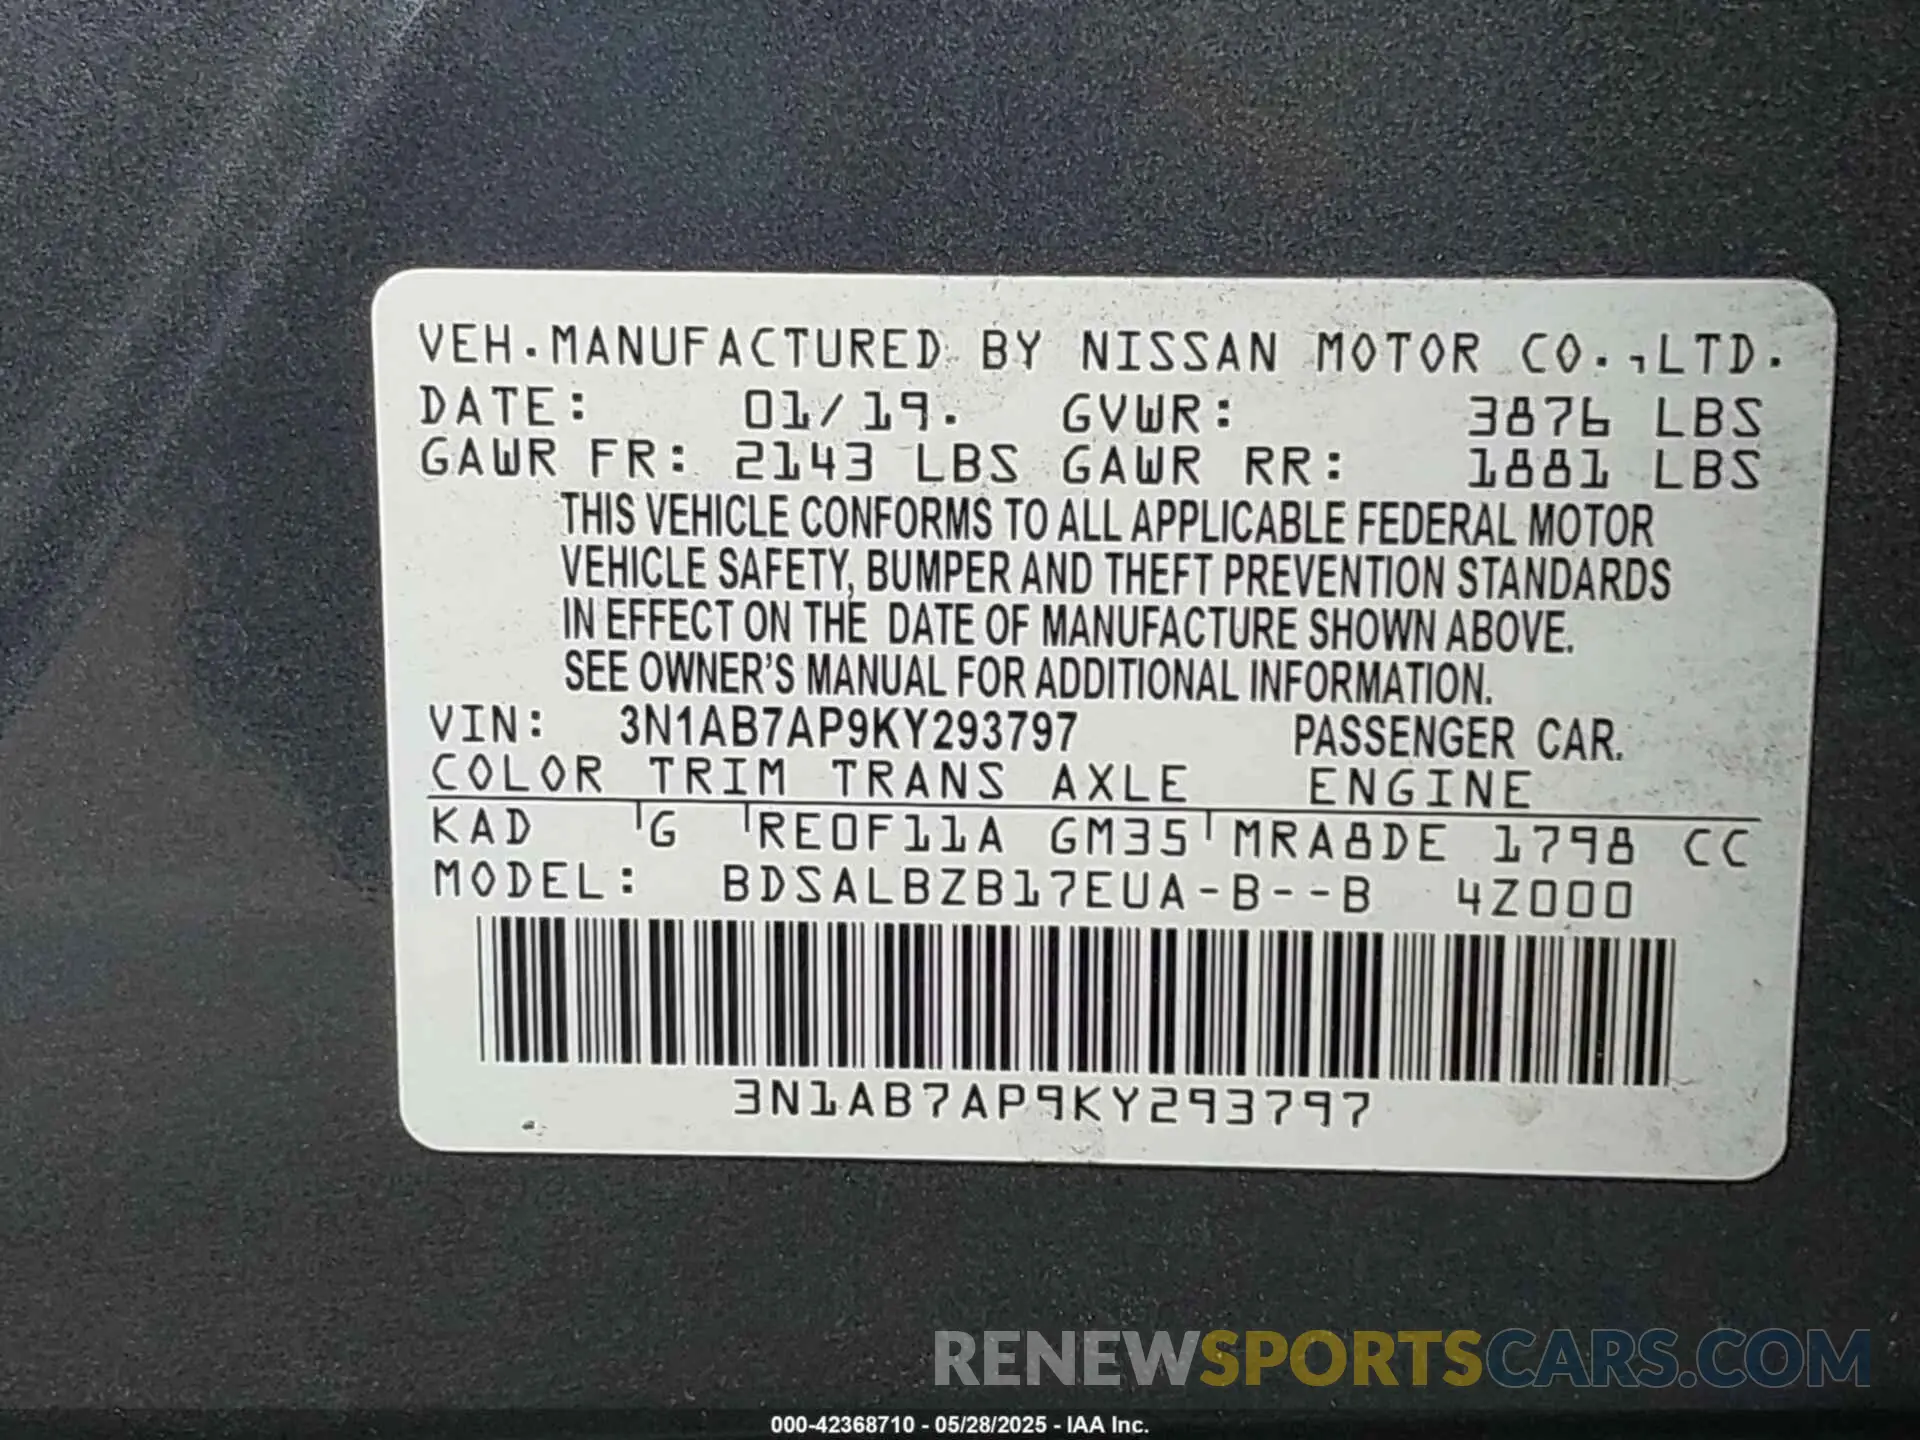 VEH.MANUFACTURED BY NISSAN MOTOR CO.,LTD.
DATE: 01/19. GVWR: 3876 LBS
GAWR FR: 2143 LBS GAWR RR: 1881 LBS
THIS VEHICLE CONFORMS TO ALL APPLICABLE FEDERAL MOTOR
VEHICLE SAFETY, BUMPER AND THEFT PREVENTION STANDARDS
IN EFFECT ON THE DATE OF MANUFACTURE SHOWN ABOVE.
SEE OWNER'S MANUAL FOR ADDITIONAL INFORMATION.
VIN: 3N1AB7AP9KY293797 PASSENGER CAR.
COLOR TRIM TRANS AXLE ENGINE
KAD G RE0F11A GM35 MRA8DE 1798 CC
MODEL: BDSALBZB17EUA-B--B 4Z000
3N1AB7AP9KY293797
RENEWSPORTSCARS.COM
000-42368710 - 05/28/2025 - IAA Inc.